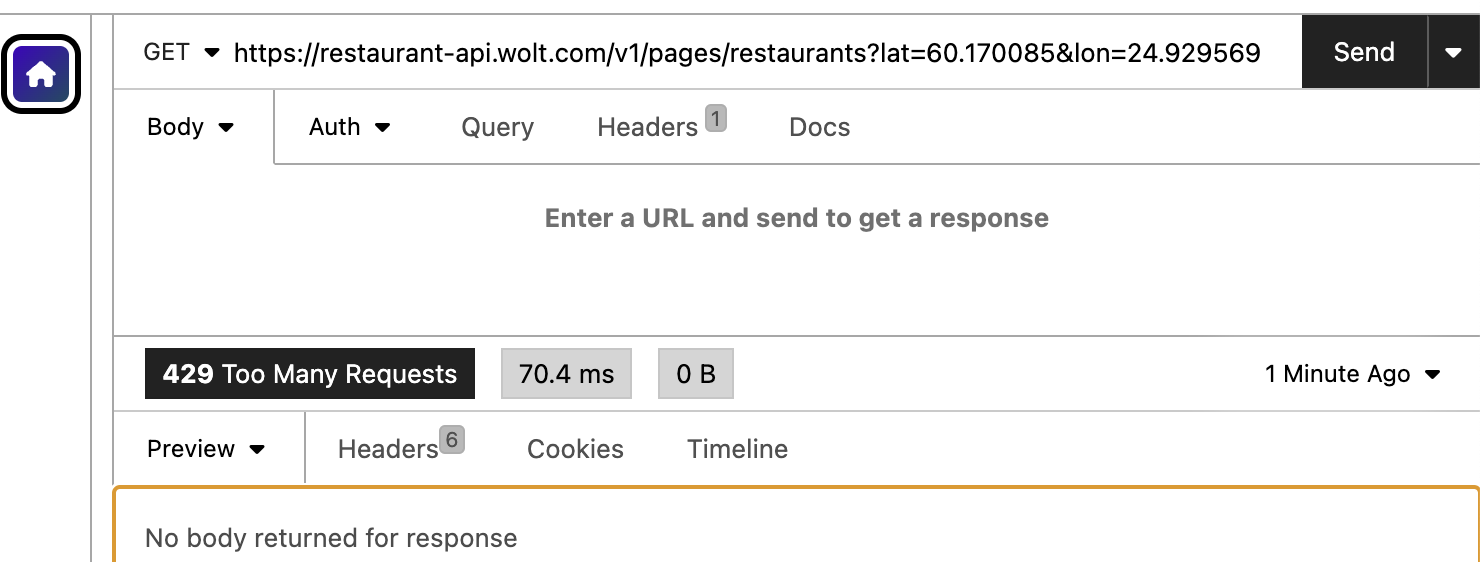 GET https://restaurant-api.wolt.com/v1/pages/restaurants?lat=60.170085&lon=24.929569 Send
Body Auth Query Headers 1 Docs
Enter a URL and send to get a response
429 Too Many Requests 70.4 ms 0 B 1 Minute Ago
Preview Headers 6 Cookies Timeline
No body returned for response